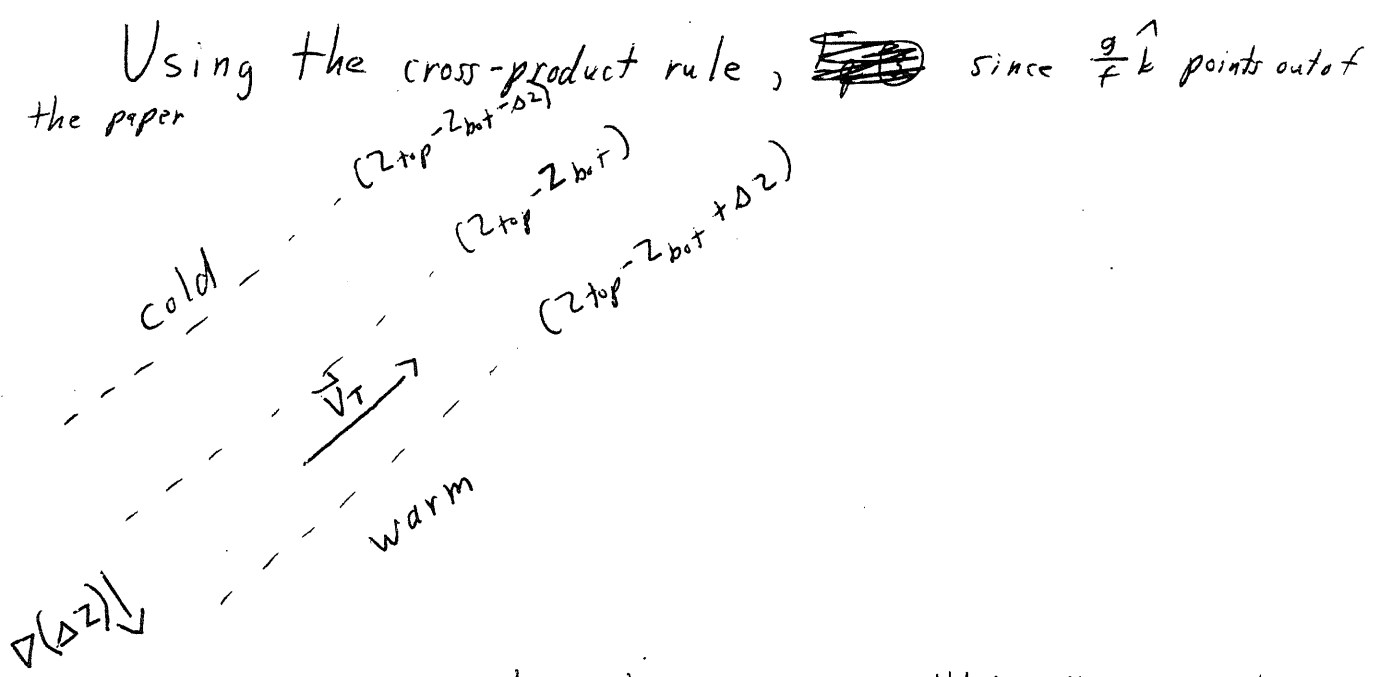 Using the cross-product rule, since g/f k̂ points out of
the paper
(Ztop-Zbot-Δz)
(Ztop-Zbot)
(Ztop-Zbot+Δz)
cold
V⃗T
warm
∇(Δz)